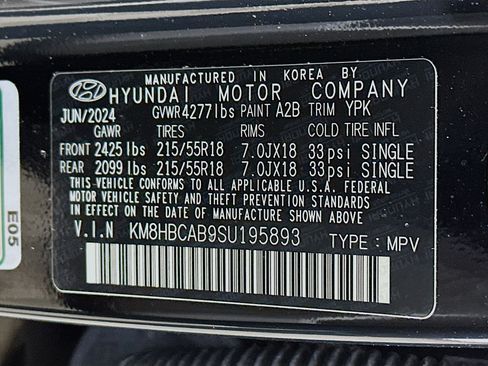 MANUFACTURED IN KOREA BY
HYUNDAI MOTOR COMPANY
JUN/2024 GVWR 4277lbs PAINT A2B TRIM YPK
GAWR TIRES RIMS COLD TIRE INFL
FRONT 2425 lbs 215/55R18 7.0JX18 33psi SINGLE
REAR 2099 lbs 215/55R18 7.0JX18 33psi SINGLE
THIS VEHICLE CONFORMS TO ALL APPLICABLE U.S.A. FEDERAL
MOTOR VEHICLE SAFETY, BUMPER, AND THEFT PREVENTION STANDARDS
IN EFFECT ON THE DATE OF MANUFACTURE SHOWN ABOVE.
V.I.N KM8HBCAB9SU195893 TYPE : MPV
E05